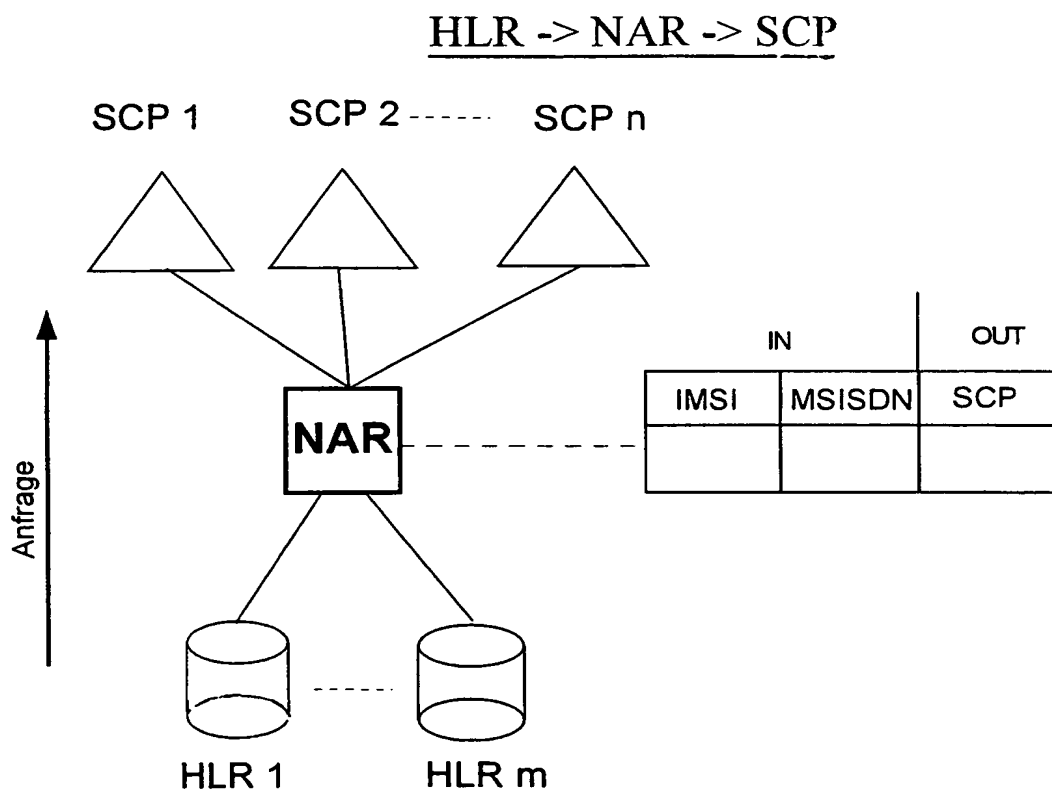 HLR -> NAR -> SCP
SCP 1 SCP 2 ------ SCP n
IN OUT
IMSI MSISDN SCP
NAR
Anfrage
HLR 1 HLR m